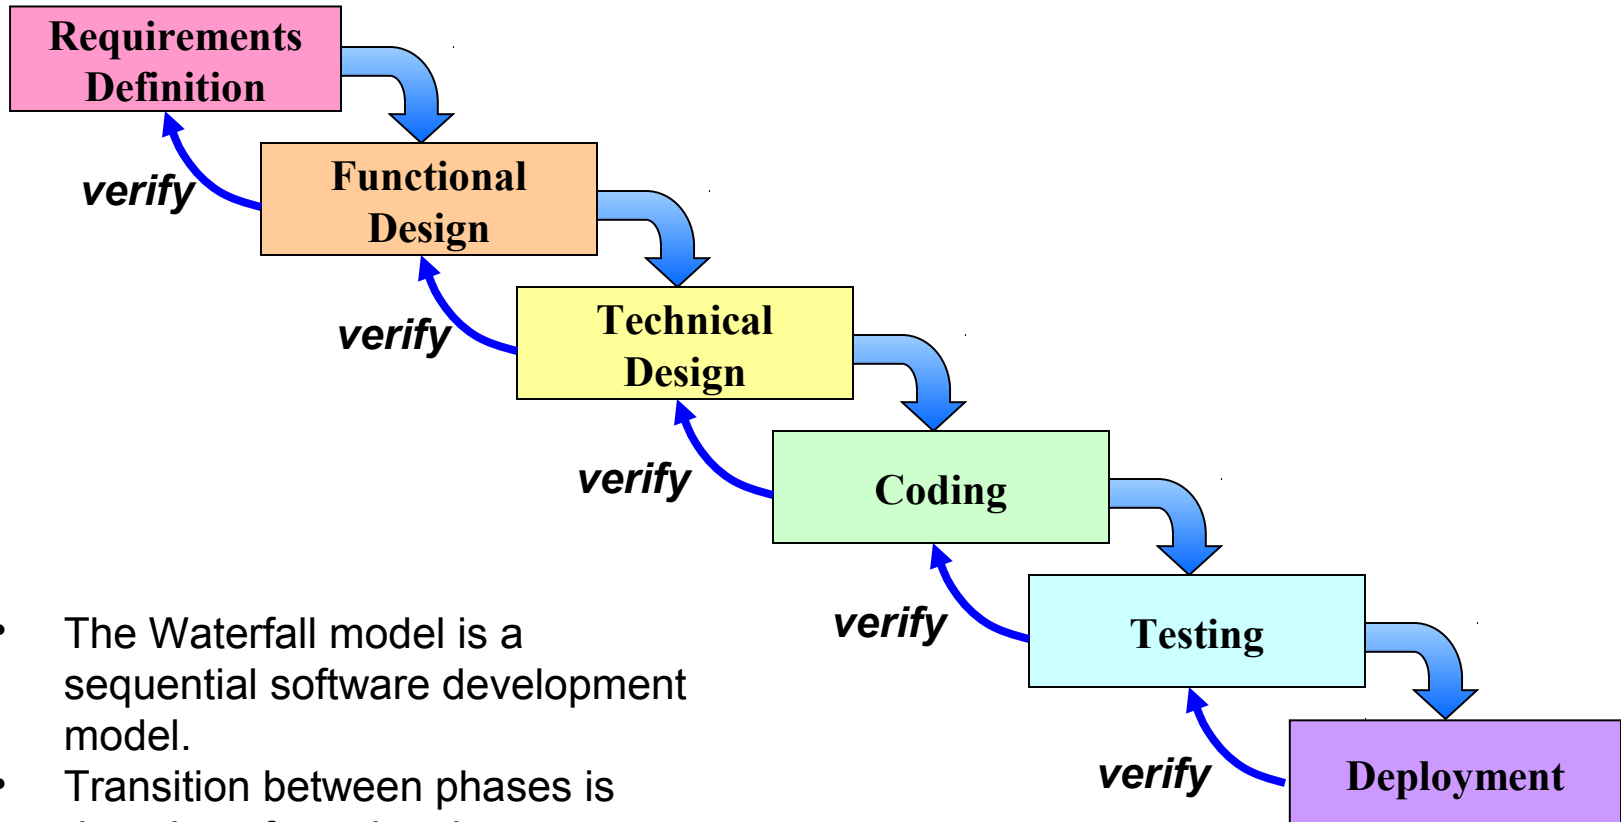 Requirements
Definition
verify
Functional
Design
verify
Technical
Design
verify
Coding
verify
Testing
verify
Deployment
• The Waterfall model is a
sequential software development
model.
• Transition between phases is